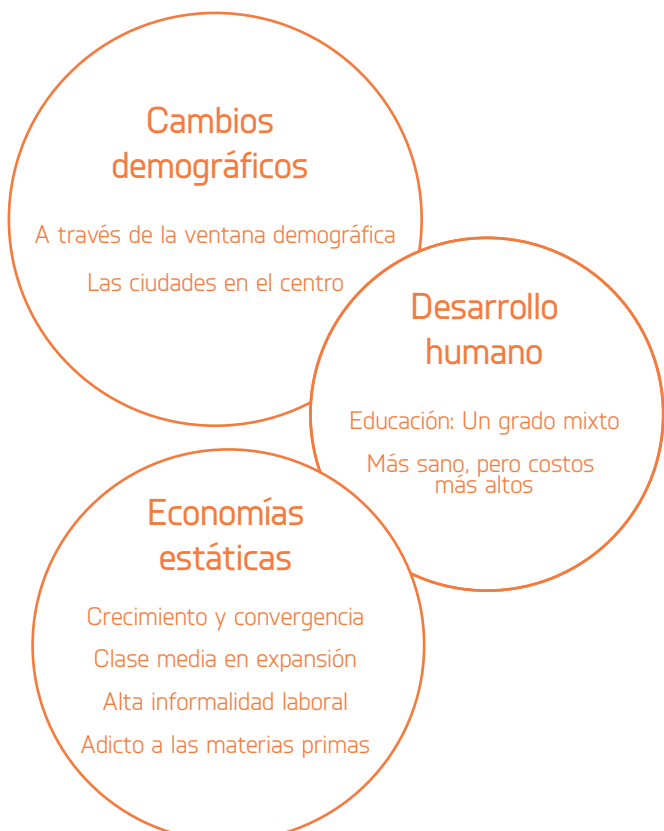 Cambios
demográficos
A través de la ventana demográfica
Las ciudades en el centro
Desarrollo
humano
Educación: Un grado mixto
Más sano, pero costos
más altos
Economías
estáticas
Crecimiento y convergencia
Clase media en expansión
Alta informalidad laboral
Adicto a las materias primas